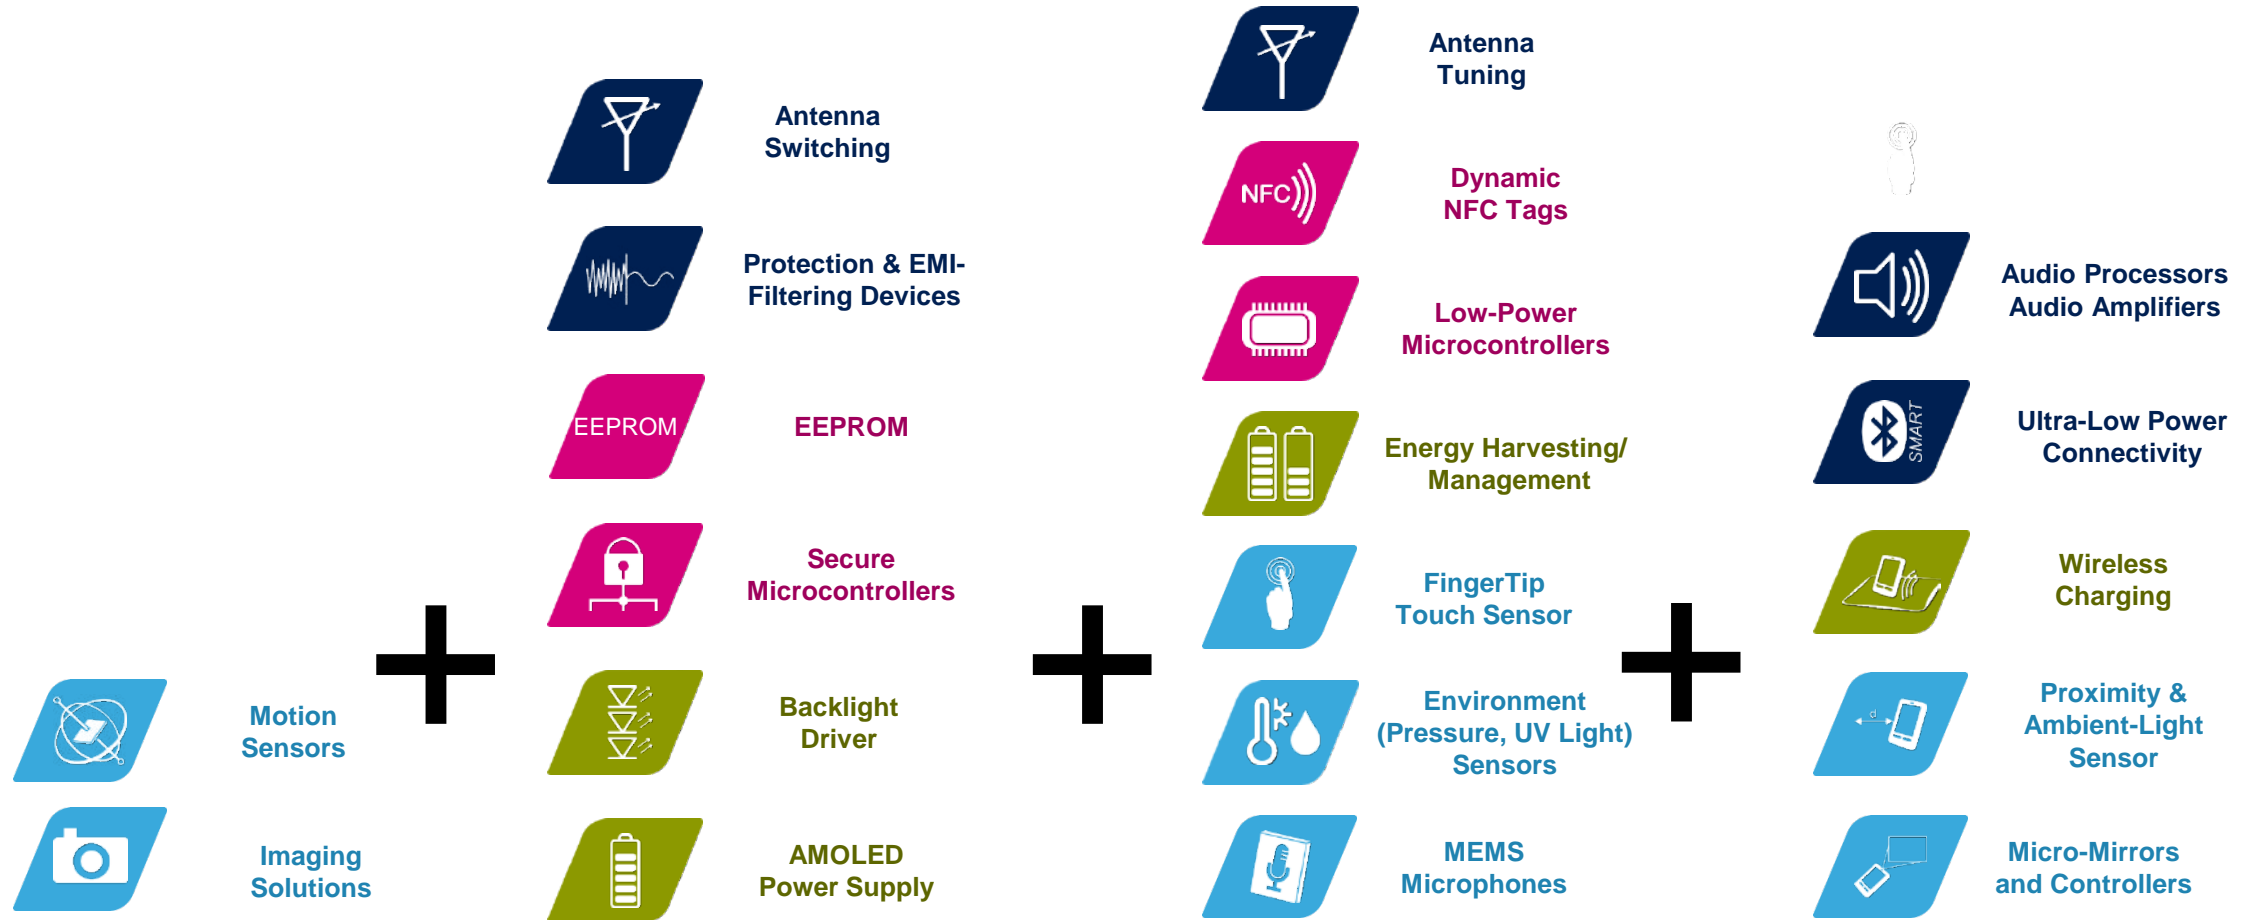 Motion
Sensors
Imaging
Solutions
Antenna
Switching
Protection & EMI-
Filtering Devices
EEPROM
EEPROM
Secure
Microcontrollers
Backlight
Driver
AMOLED
Power Supply
Antenna
Tuning
NFC
Dynamic
NFC Tags
Low-Power
Microcontrollers
Energy Harvesting/
Management
FingerTip
Touch Sensor
Environment
(Pressure, UV Light)
Sensors
MEMS
Microphones
Audio Processors
Audio Amplifiers
SMART
Ultra-Low Power
Connectivity
Wireless
Charging
d
Proximity &
Ambient-Light
Sensor
Micro-Mirrors
and Controllers